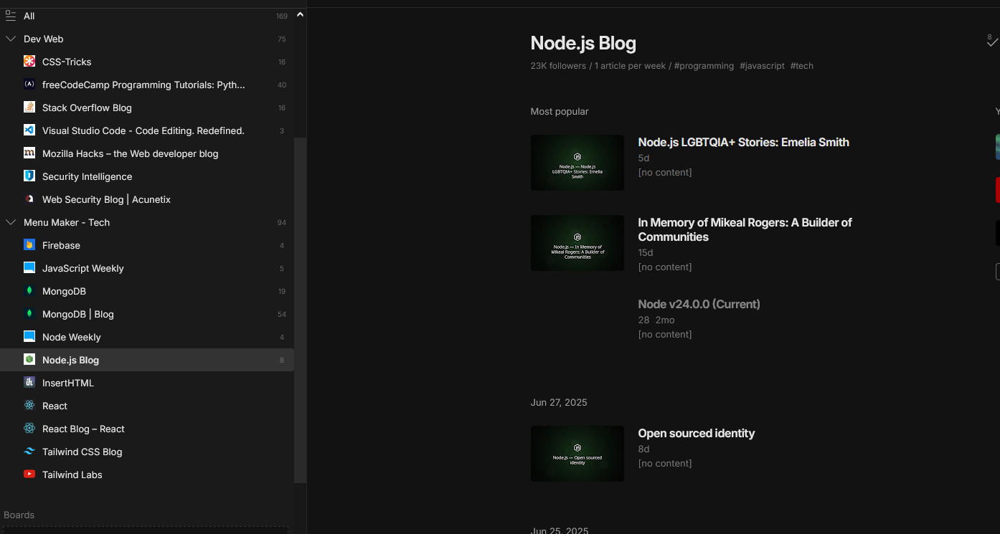 All 169
Dev Web 75
CSS-Tricks 16
freeCodeCamp Programming Tutorials: Pyth... 40
Stack Overflow Blog 16
Visual Studio Code - Code Editing. Redefined. 3
Mozilla Hacks – the Web developer blog
Security Intelligence
Web Security Blog | Acunetix
Menu Maker - Tech 94
Firebase 4
JavaScript Weekly 5
MongoDB 19
MongoDB | Blog 54
Node Weekly 4
Node.js Blog 8
InsertHTML
React
React Blog – React
Tailwind CSS Blog
Tailwind Labs
Boards
Node.js Blog
8
23K followers / 1 article per week / #programming #javascript #tech
Most popular
Y
Node.js — Node.js
LGBTQIA+ Stories: Emelia
Smith
Node.js LGBTQIA+ Stories: Emelia Smith
5d
[no content]
Node.js — In Memory of
Mikeal Rogers: A Builder of
Communities
In Memory of Mikeal Rogers: A Builder of
Communities
15d
[no content]
Node v24.0.0 (Current)
28 2mo
[no content]
Jun 27, 2025
Node.js — Open sourced
identity
Open sourced identity
8d
[no content]
Jun 25, 2025